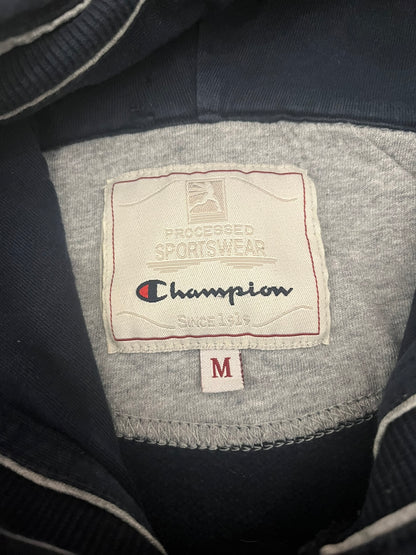 PROCESSED
SPORTSWEAR
Champion
SINCE 1919
M